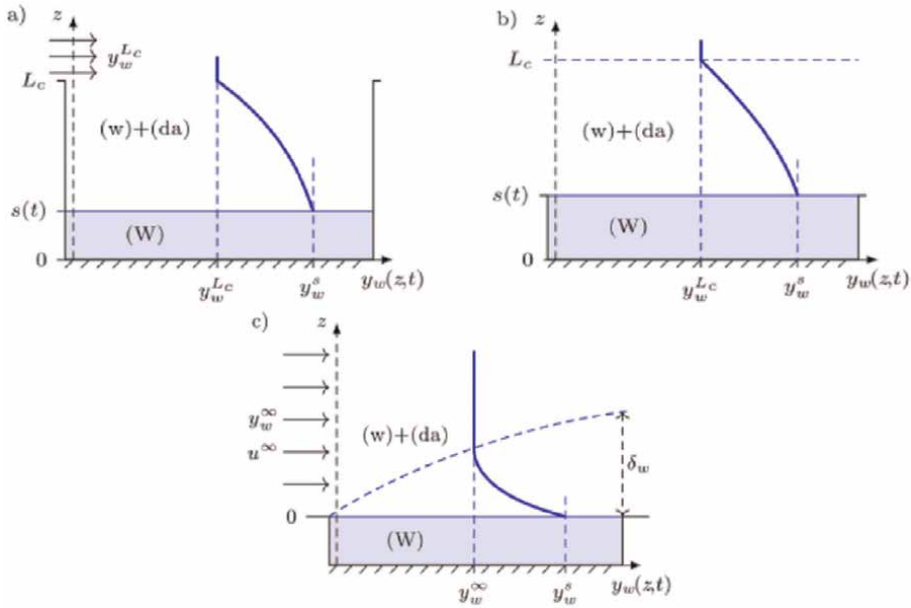 a)
z
y_w^{L_c}
L_c
(w)+(da)
s(t)
(W)
0
y_w^{L_c}
y_w^s
y_w(z,t)
b)
z
L_c
(w)+(da)
s(t)
(W)
0
y_w^{L_c}
y_w^s
y_w(z,t)
c)
z
y_w^∞
(w)+(da)
u^∞
δ_w
0
(W)
y_w^∞
y_w^s
y_w(z,t)